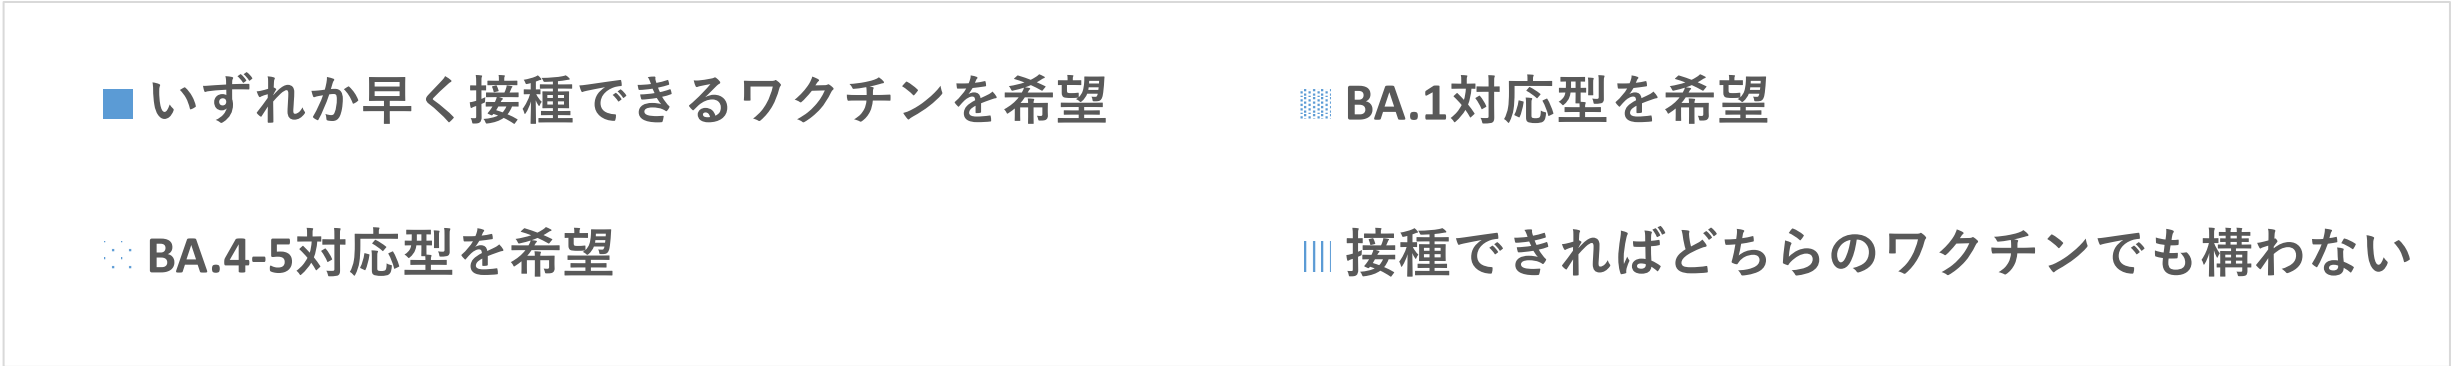 いずれか早く接種できるワクチンを希望 BA.1対応型を希望
BA.4-5対応型を希望 接種できればどちらのワクチンでも構わない